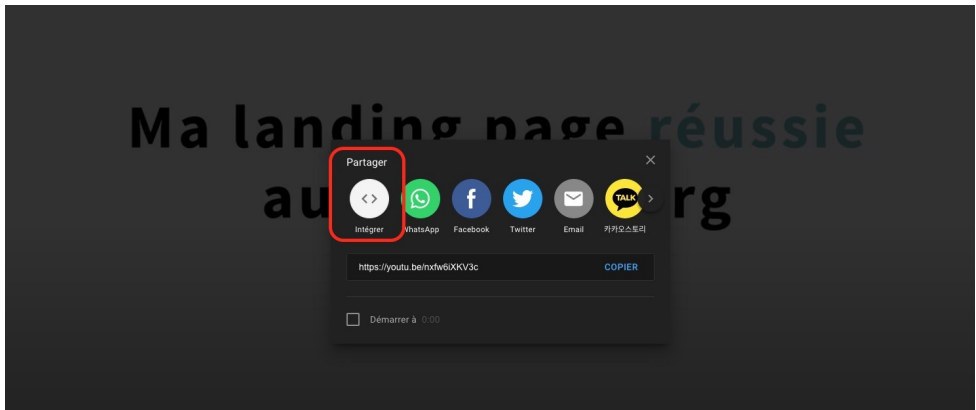 Ma landing page réussie
au rg
Partager
Intégrer WhatsApp Facebook Twitter Email 카카오스토리
TALK
https://youtu.be/nxfw6iXKV3c COPIER
Démarrer à 0:00